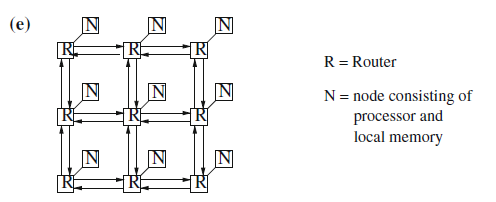 (e)
N N N
R R R
R = Router
N N N
N = node consisting of
processor and
local memory
R R R
N N N
R R R